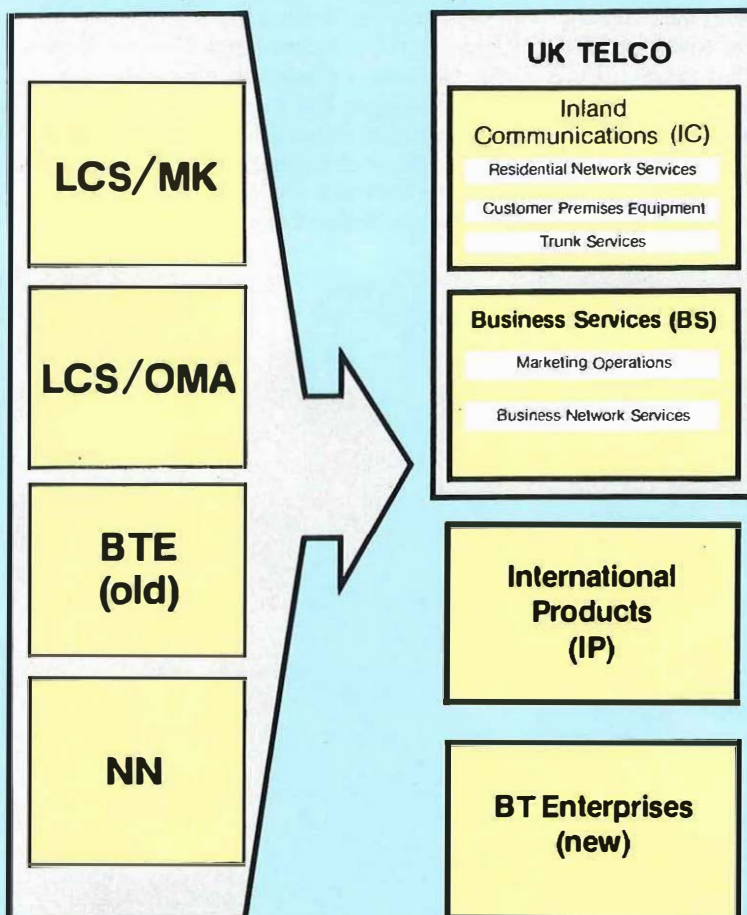 LCS/MK
LCS/OMA
BTE
(old)
NN
UK TELCO
Inland
Communications (IC)
Residential Network Services
Customer Premises Equipment
Trunk Services
Business Services (BS)
Marketing Operations
Business Network Services
International
Products
(IP)
BT Enterprises
(new)